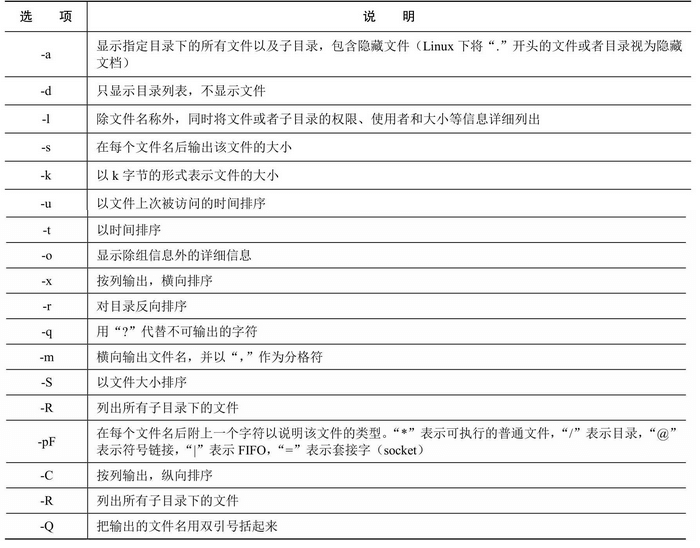 选 项 说 明
-a 显示指定目录下的所有文件以及子目录，包含隐藏文件（Linux 下将“.”开头的文件或者目录视为隐藏
文档）
-d 只显示目录列表，不显示文件
-l 除文件名称外，同时将文件或者子目录的权限、使用者和大小等信息详细列出
-s 在每个文件名后输出该文件的大小
-k 以 k 字节的形式表示文件的大小
-u 以文件上次被访问的时间排序
-t 以时间排序
-o 显示除组信息外的详细信息
-x 按列输出，横向排序
-r 对目录反向排序
-q 用“?”代替不可输出的字符
-m 横向输出文件名，并以“，”作为分格符
-S 以文件大小排序
-R 列出所有子目录下的文件
-pF 在每个文件名后附上一个字符以说明该文件的类型。“*”表示可执行的普通文件，“/”表示目录，“@”
表示符号链接，“|”表示 FIFO，“=”表示套接字（socket）
-C 按列输出，纵向排序
-R 列出所有子目录下的文件
-Q 把输出的文件名用双引号括起来